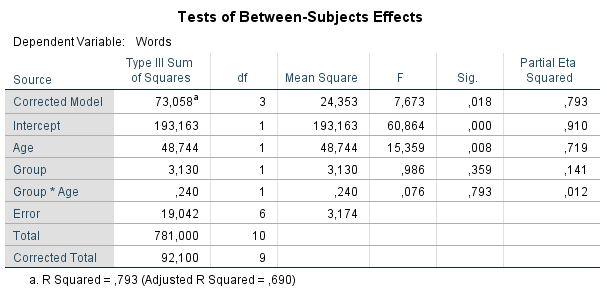 Tests of Between-Subjects Effects
Dependent Variable: Words
Source Type III Sum of Squares df Mean Square F Sig. Partial Eta Squared
Corrected Model 73,058a 3 24,353 7,673 ,018 ,793
Intercept 193,163 1 193,163 60,864 ,000 ,910
Age 48,744 1 48,744 15,359 ,008 ,719
Group 3,130 1 3,130 ,986 ,359 ,141
Group * Age ,240 1 ,240 ,076 ,793 ,012
Error 19,042 6 3,174
Total 781,000 10
Corrected Total 92,100 9
a. R Squared = ,793 (Adjusted R Squared = ,690)